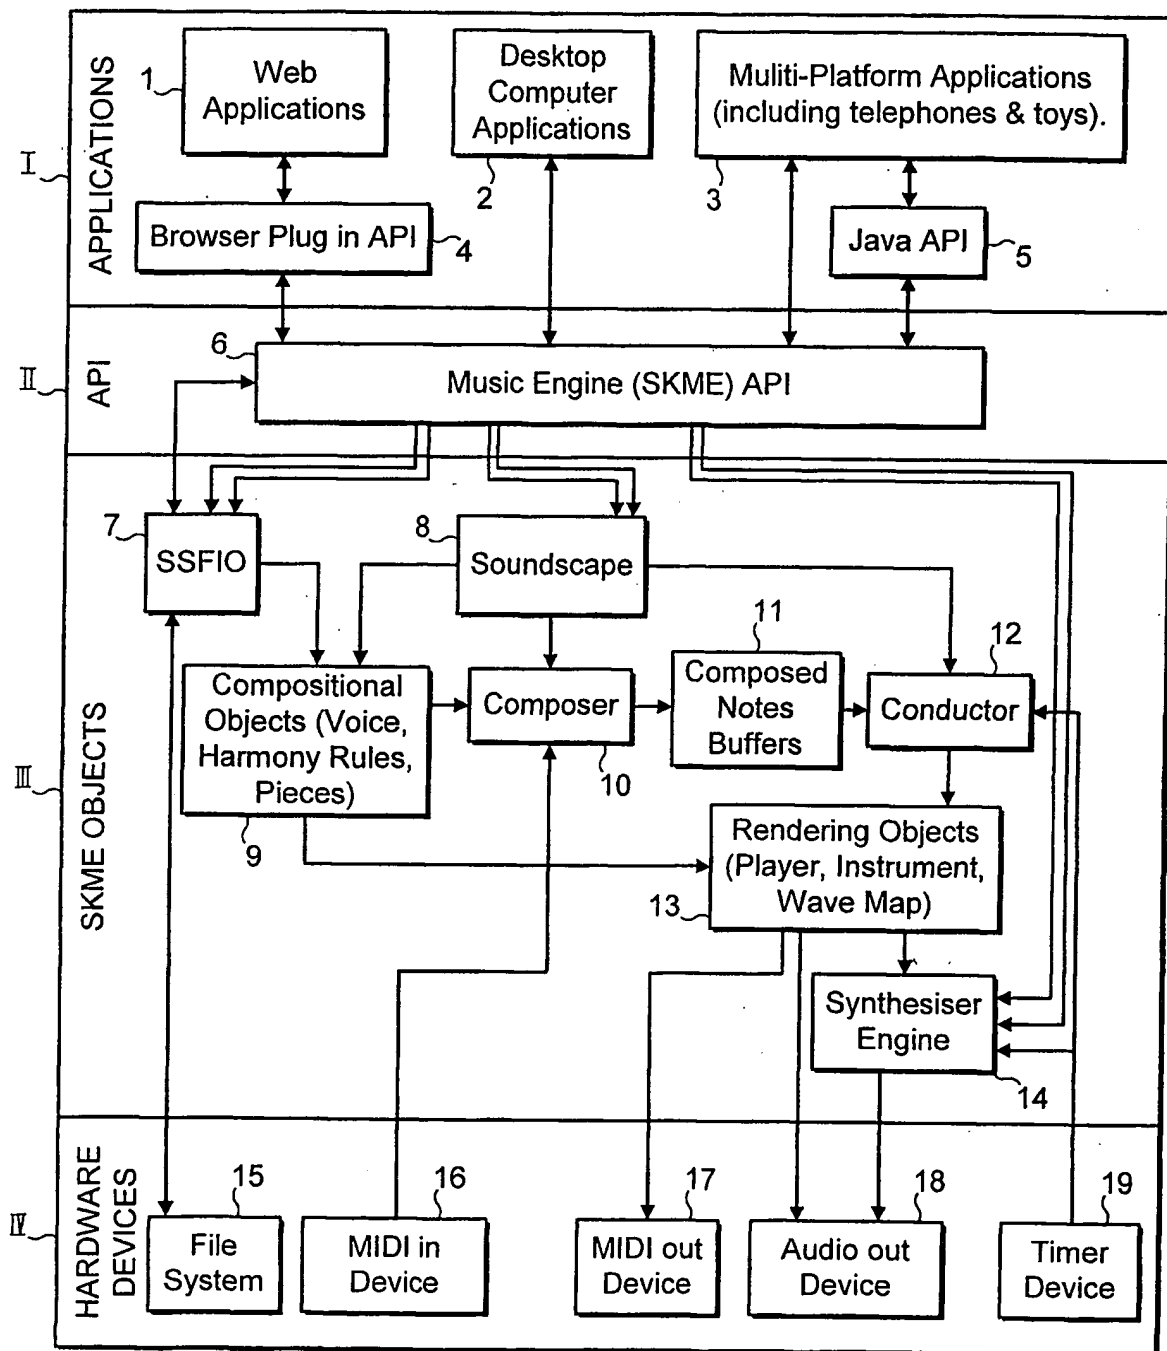 Web
Applications
1
Desktop
Computer
Applications
2
Muliti-Platform Applications
(including telephones & toys).
3
Browser Plug in API
4
Java API
5
I
APPLICATIONS
6
Music Engine (SKME) API
II
API
7
SSFIO
8
Soundscape
11
12
Compositional
Objects (Voice,
Harmony Rules,
Pieces)
9
Composer
10
Composed
Notes
Buffers
Conductor
III
SKME OBJECTS
Rendering Objects
(Player, Instrument,
Wave Map)
13
Synthesiser
Engine
14
IV
HARDWARE
DEVICES
15
File
System
16
MIDI in
Device
17
MIDI out
Device
18
Audio out
Device
19
Timer
Device